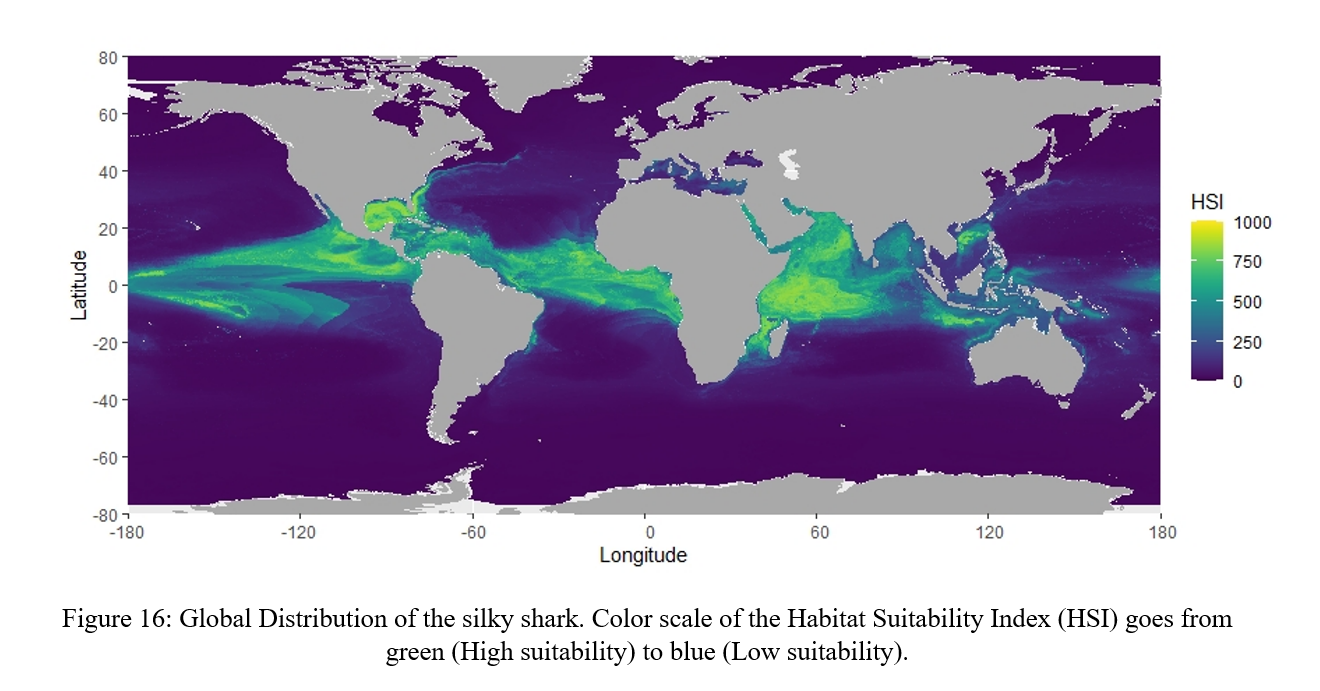 80
60
40
20
0
-20
-40
-60
-80
Latitude
-180 -120 -60 0 60 120 180
Longitude
HSI
1000
750
500
250
0
Figure 16: Global Distribution of the silky shark. Color scale of the Habitat Suitability Index (HSI) goes from
green (High suitability) to blue (Low suitability).